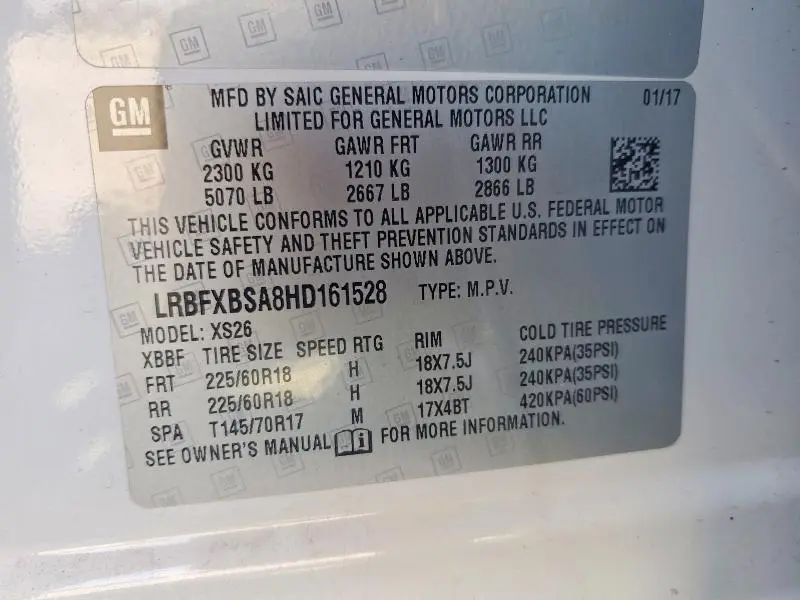 GM
MFD BY SAIC GENERAL MOTORS CORPORATION 01/17
LIMITED FOR GENERAL MOTORS LLC
GVWR GAWR FRT GAWR RR
2300 KG 1210 KG 1300 KG
5070 LB 2667 LB 2866 LB
THIS VEHICLE CONFORMS TO ALL APPLICABLE U.S. FEDERAL MOTOR
VEHICLE SAFETY AND THEFT PREVENTION STANDARDS IN EFFECT ON
THE DATE OF MANUFACTURE SHOWN ABOVE.
LRBFXBSA8HD161528 TYPE: M.P.V.
MODEL: XS26
XBBF TIRE SIZE SPEED RTG RIM COLD TIRE PRESSURE
FRT 225/60R18 H 18X7.5J 240KPA(35PSI)
RR 225/60R18 H 18X7.5J 240KPA(35PSI)
SPA T145/70R17 M 17X4BT 420KPA(60PSI)
SEE OWNER'S MANUAL FOR MORE INFORMATION.